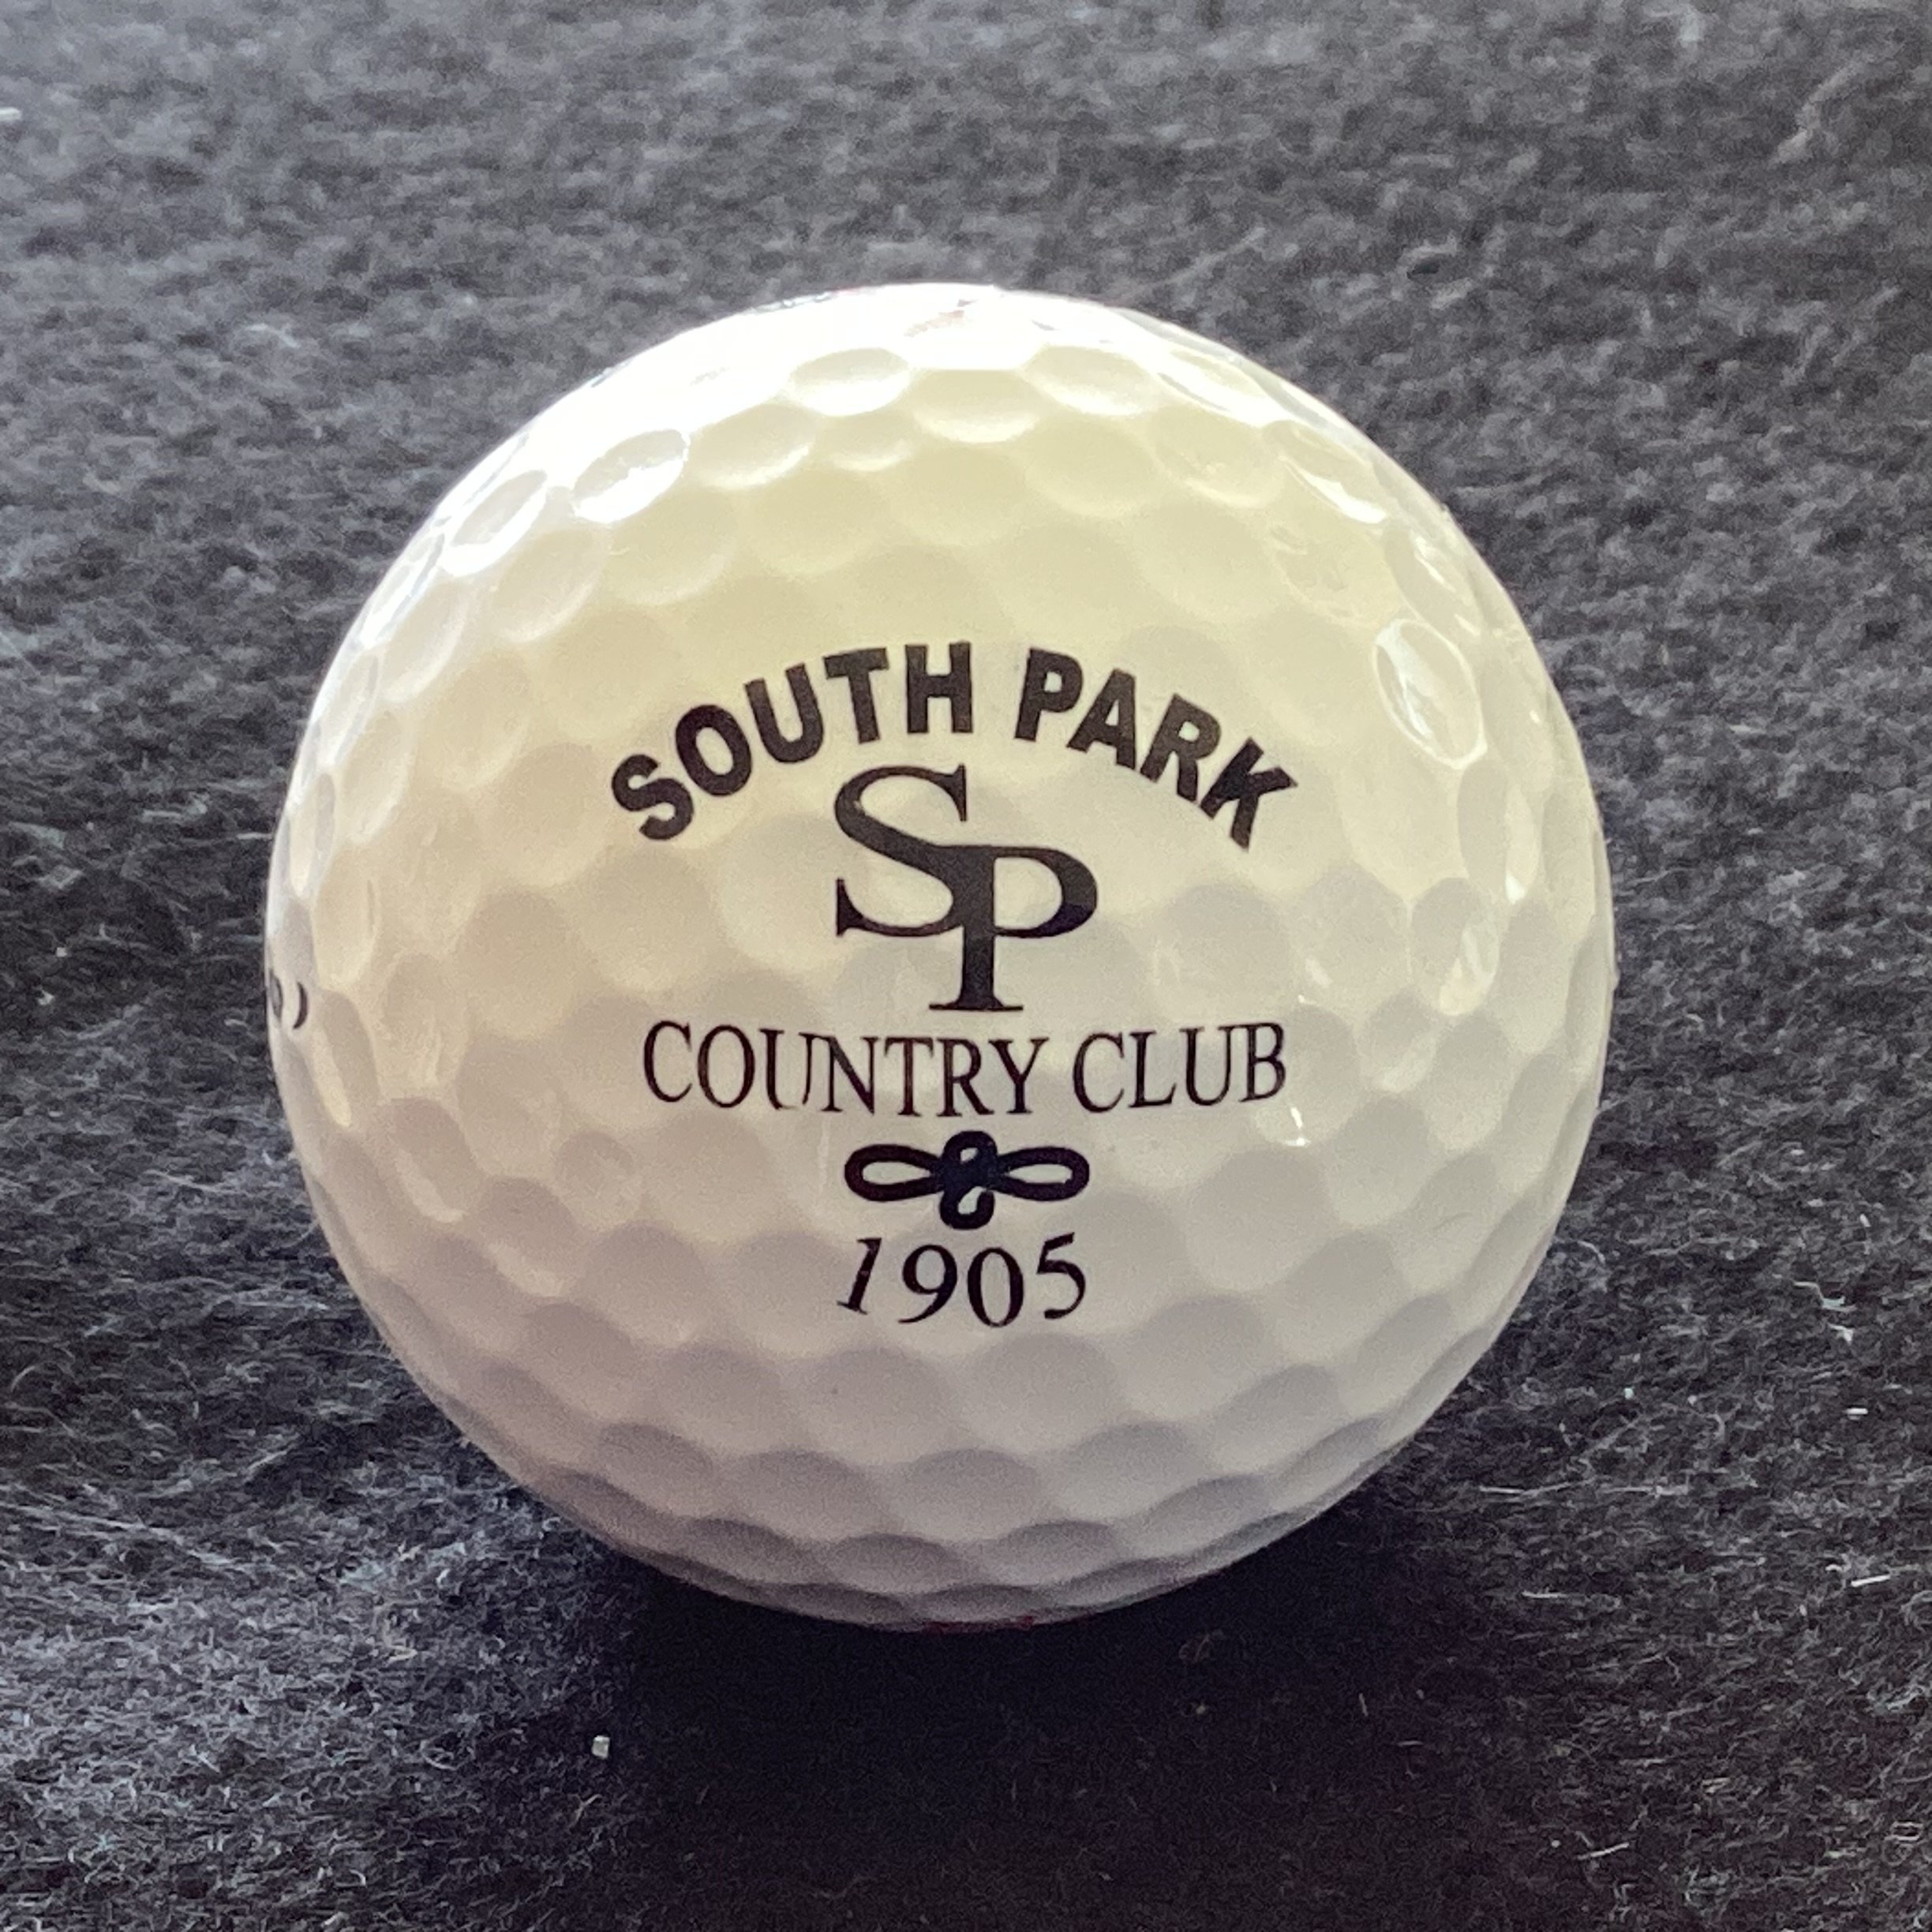 SOUTH PARK
SP
COUNTRY CLUB
1905